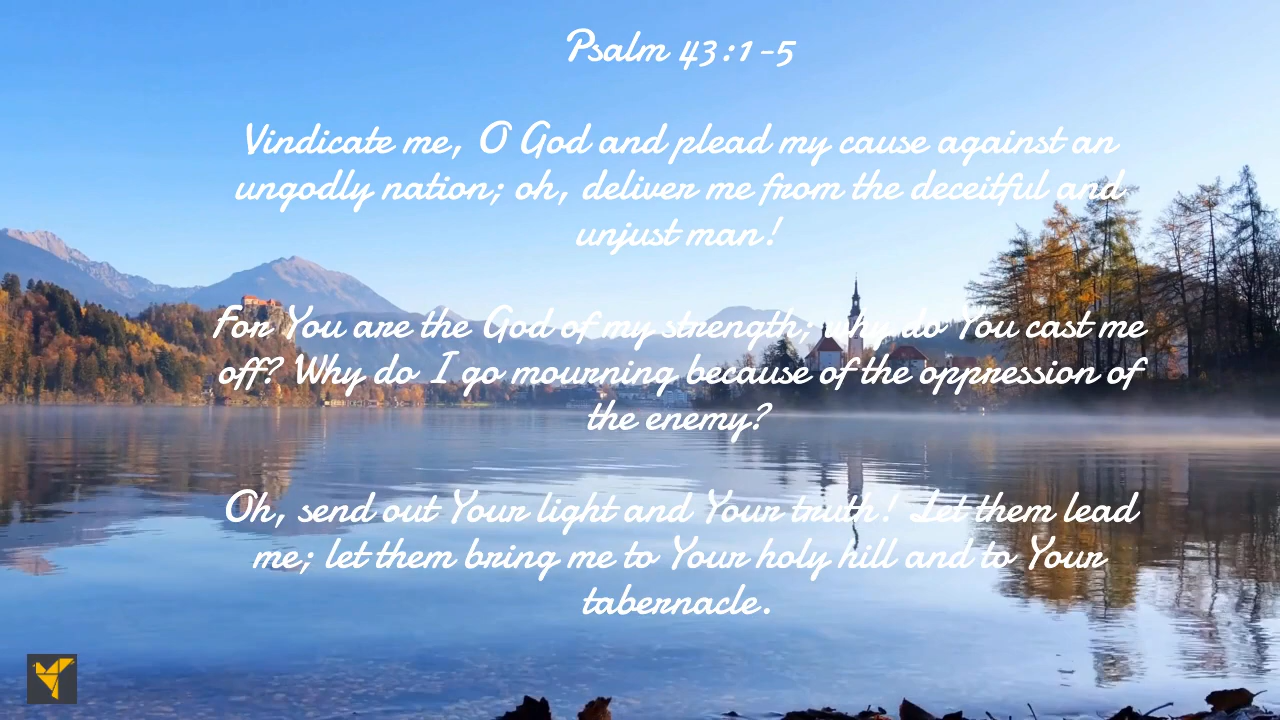 Psalm 43:1-5
Vindicate me, O God and plead my cause against an
ungodly nation; oh, deliver me from the deceitful and
unjust man!
For You are the God of my strength; why do You cast me
off? Why do I go mourning because of the oppression of
the enemy?
Oh, send out Your light and Your truth! Let them lead
me; let them bring me to Your holy hill and to Your
tabernacle.